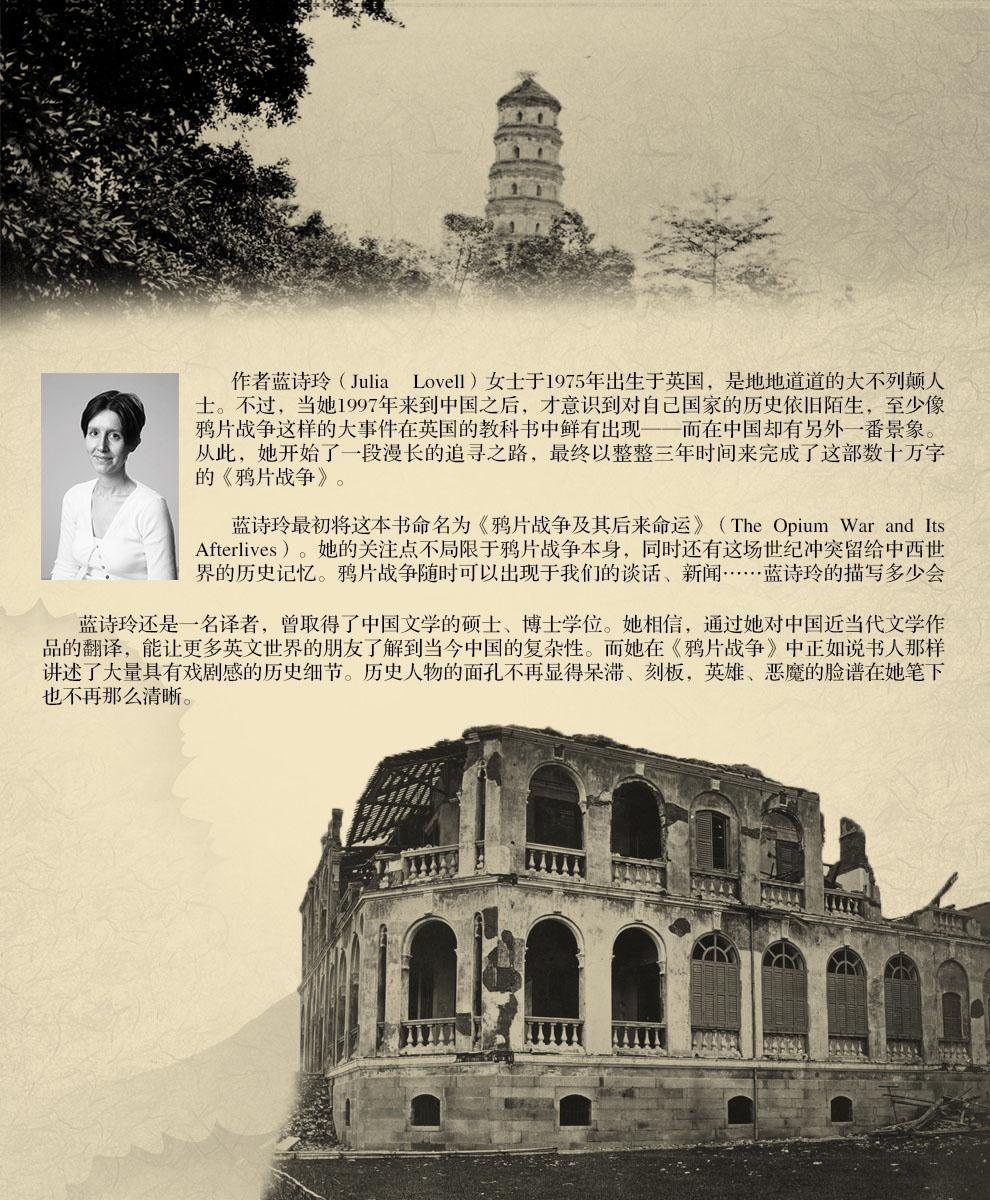 作者蓝诗玲（Julia Lovell）女士于1975年出生于英国，是地地道道的大不列颠人
士。不过，当她1997年来到中国之后，才意识到对自己国家的历史依旧陌生，至少像
鸦片战争这样的大事件在英国的教科书中鲜有出现——而在中国却有另外一番景象。
从此，她开始了一段漫长的追寻之路，最终以整整三年时间来完成了这部数十万字
的《鸦片战争》。
蓝诗玲最初将这本书命名为《鸦片战争及其后来命运》（The Opium War and Its
Afterlives）。她的关注点不局限于鸦片战争本身，同时还有这场世纪冲突留给中西世
界的历史记忆。鸦片战争随时可以出现于我们的谈话、新闻……蓝诗玲的描写多少会
蓝诗玲还是一名译者，曾取得了中国文学的硕士、博士学位。她相信，通过她对中国近当代文学作
品的翻译，能让更多英文世界的朋友了解到当今中国的复杂性。而她在《鸦片战争》中正如说书人那样
讲述了大量具有戏剧感的历史细节。历史人物的面孔不再显得呆滞、刻板，英雄、恶魔的脸谱在她笔下
也不再那么清晰。